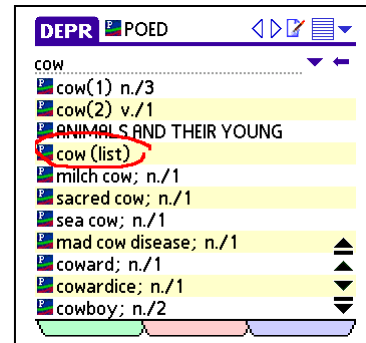 DEPR POED
cow
cow(1) n./3
cow(2) v./1
ANIMALS AND THEIR YOUNG
cow (list)
milch cow; n./1
sacred cow; n./1
sea cow; n./1
mad cow disease; n./1
coward; n./1
cowardice; n./1
cowboy; n./2